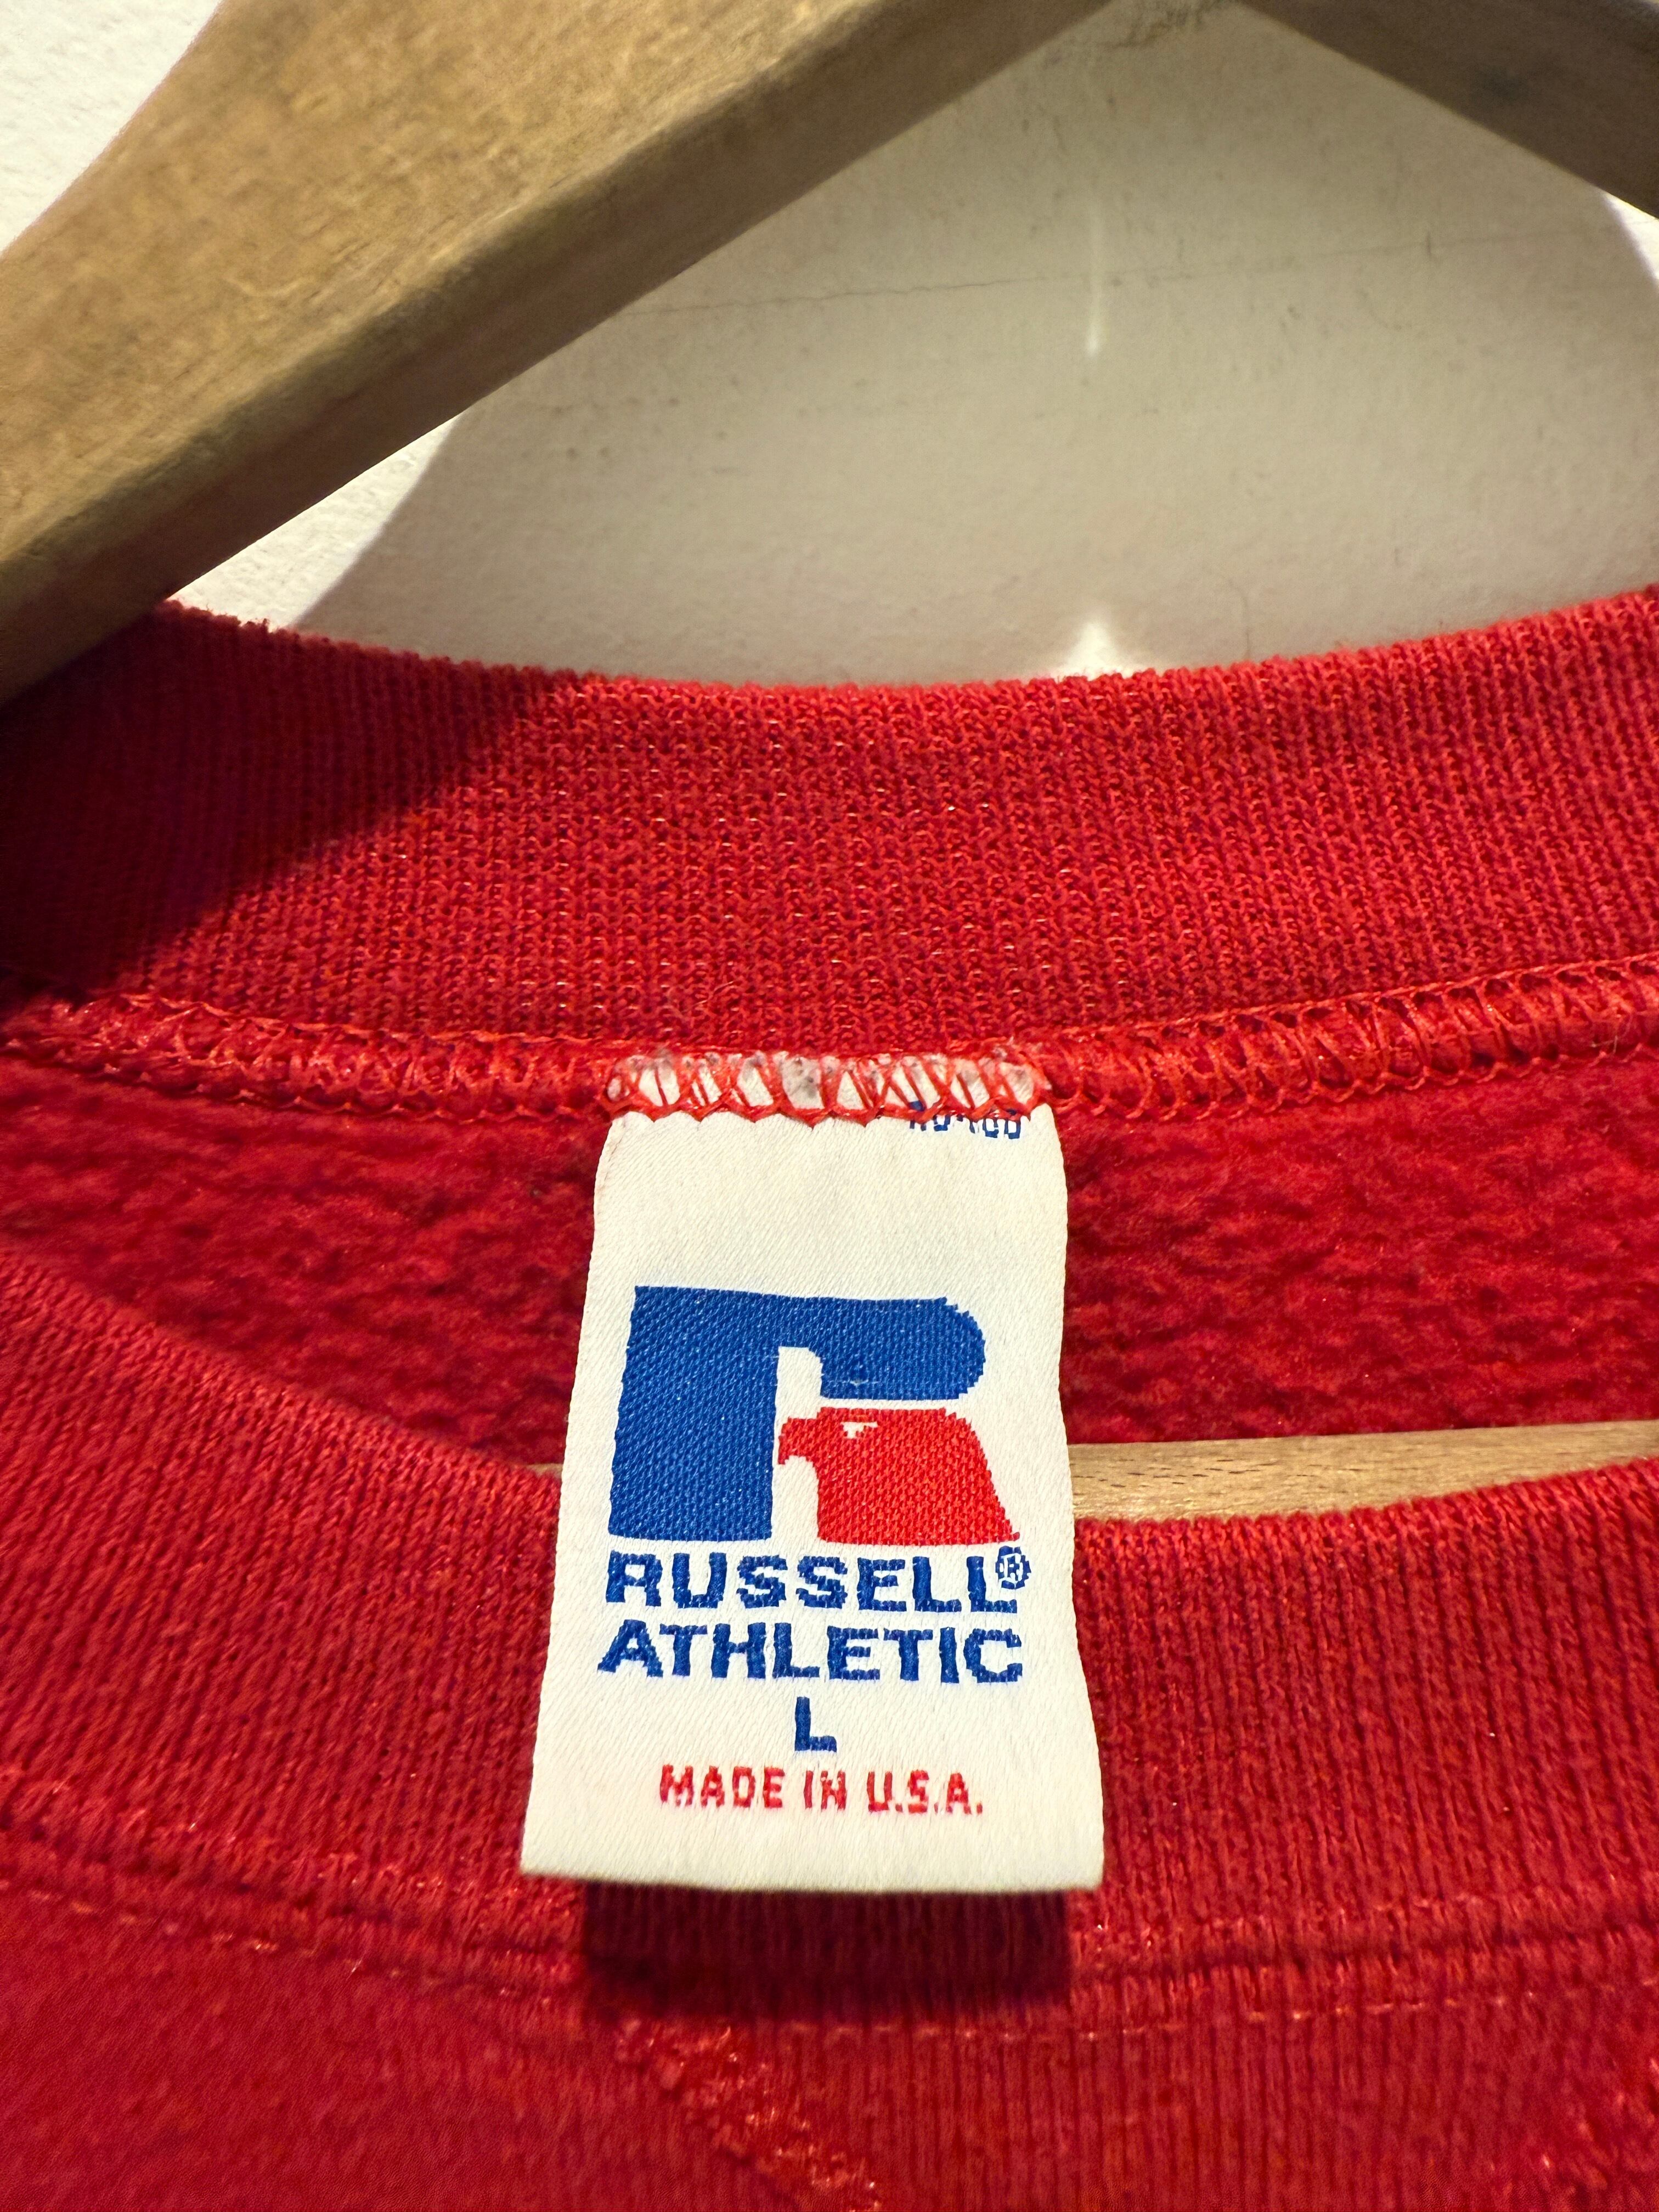 RUSSELL®
ATHLETIC
L
MADE IN U.S.A.